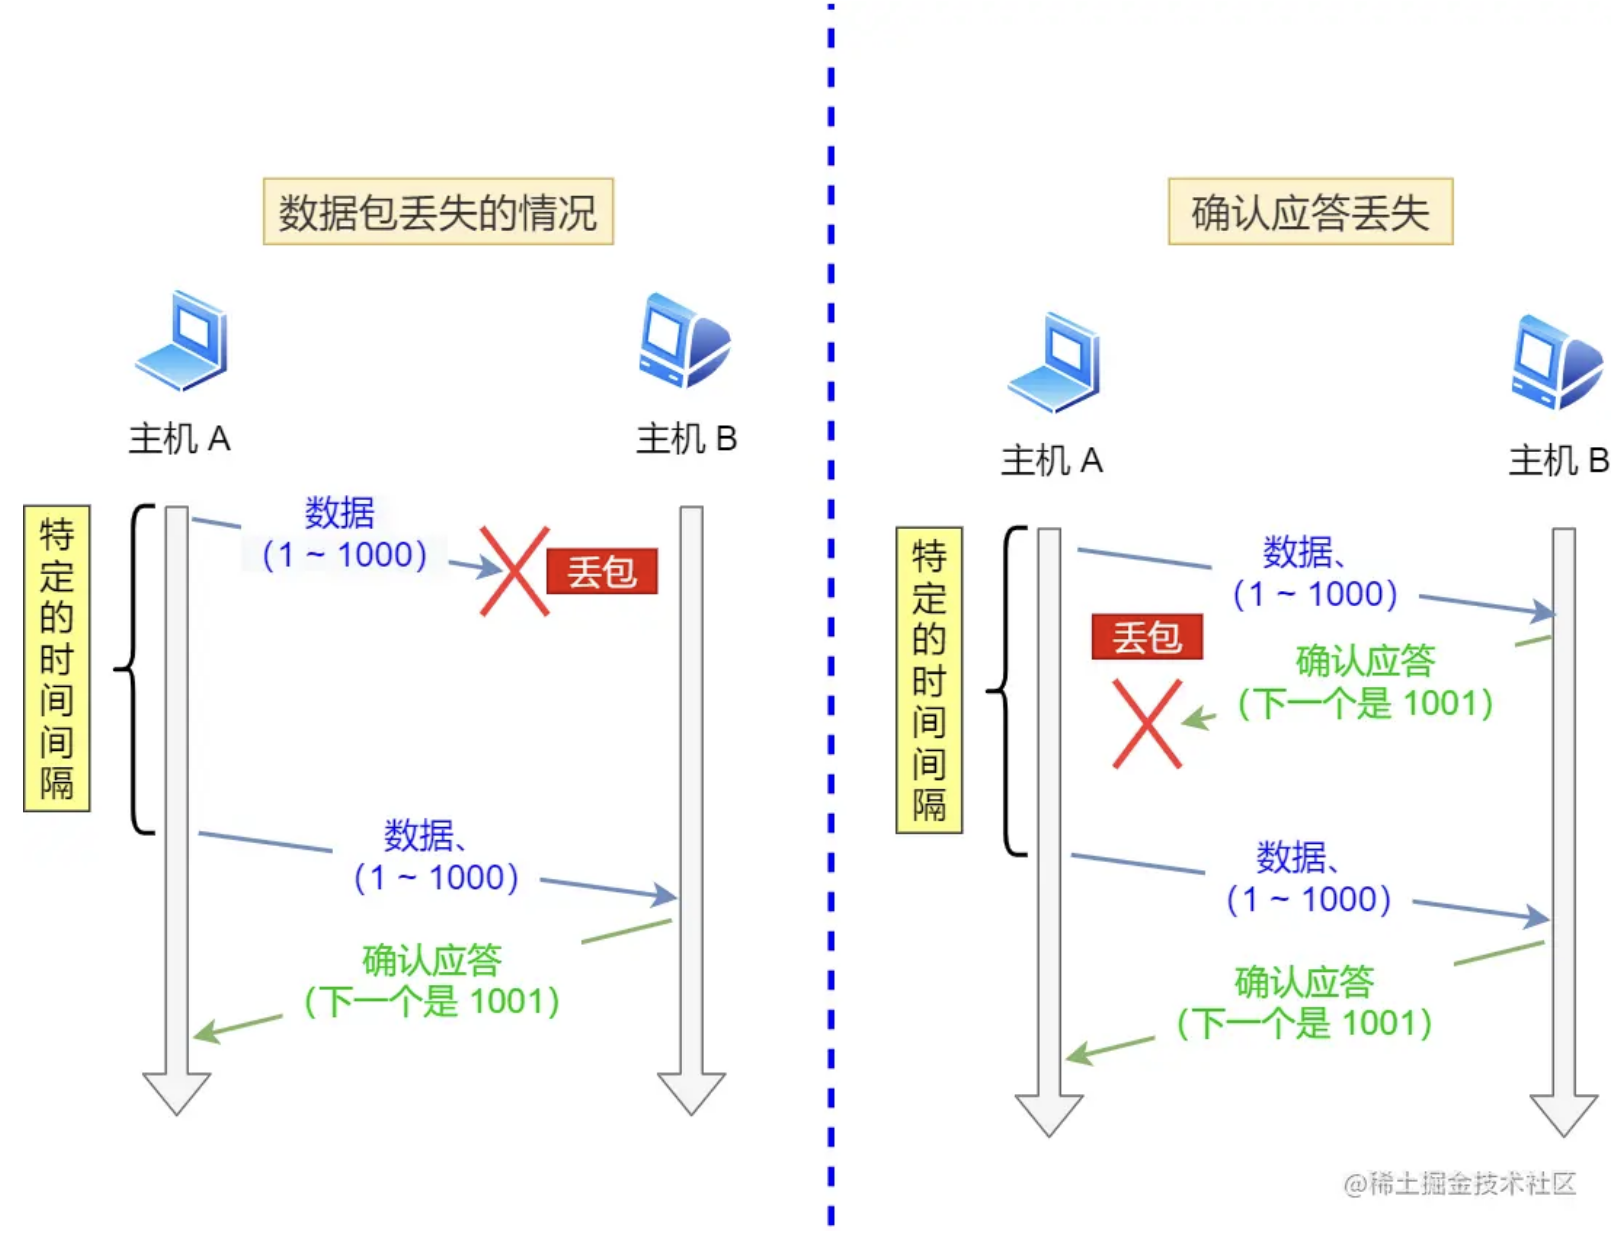 数据包丢失的情况
主机 A
主机 B
特定的时间间隔
数据
（1 ~ 1000）
丢包
数据、
（1 ~ 1000）
确认应答
（下一个是 1001）
确认应答丢失
主机 A
主机 B
特定的时间间隔
数据、
（1 ~ 1000）
丢包
确认应答
（下一个是 1001）
数据、
（1 ~ 1000）
确认应答
（下一个是 1001）
@稀土掘金技术社区